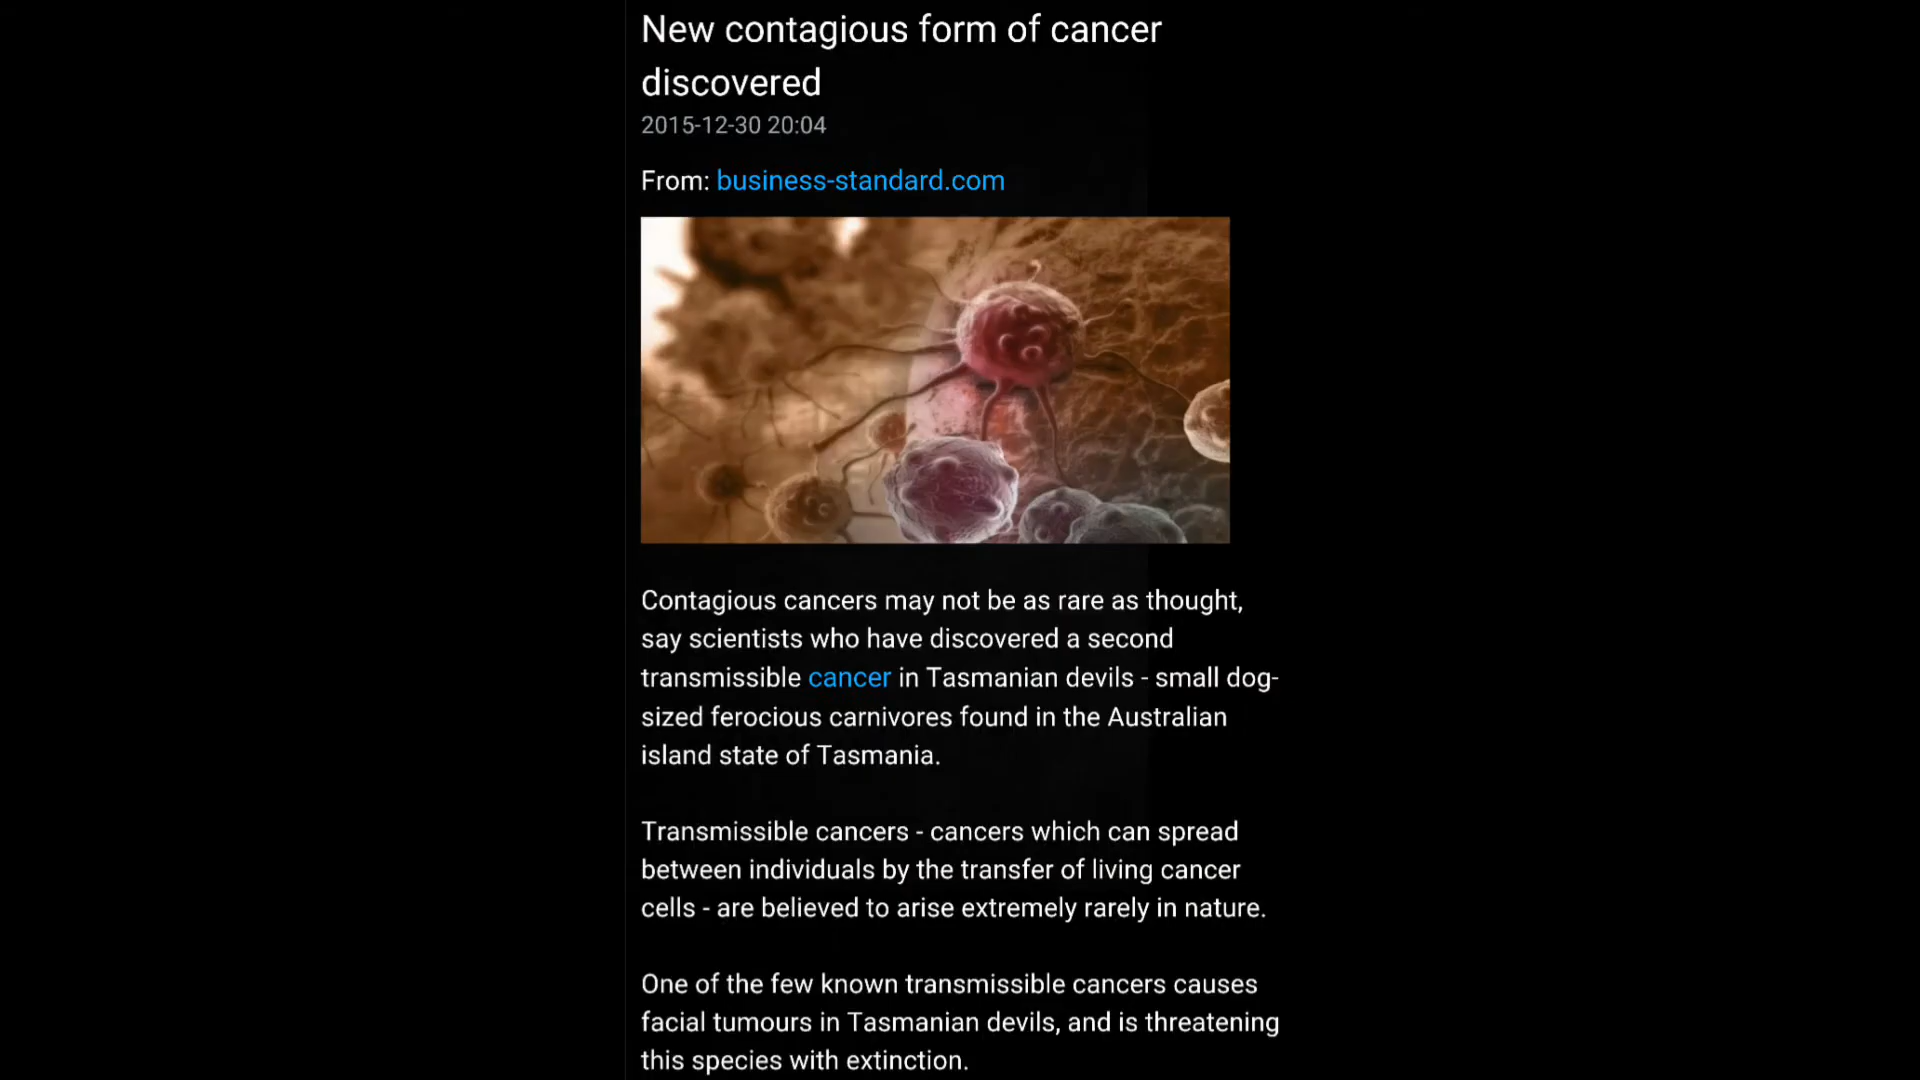 New contagious form of cancer
discovered
2015-12-30 20:04
From: business-standard.com
Contagious cancers may not be as rare as thought,
say scientists who have discovered a second
transmissible cancer in Tasmanian devils - small dog-
sized ferocious carnivores found in the Australian
island state of Tasmania.
Transmissible cancers - cancers which can spread
between individuals by the transfer of living cancer
cells - are believed to arise extremely rarely in nature.
One of the few known transmissible cancers causes
facial tumours in Tasmanian devils, and is threatening
this species with extinction.